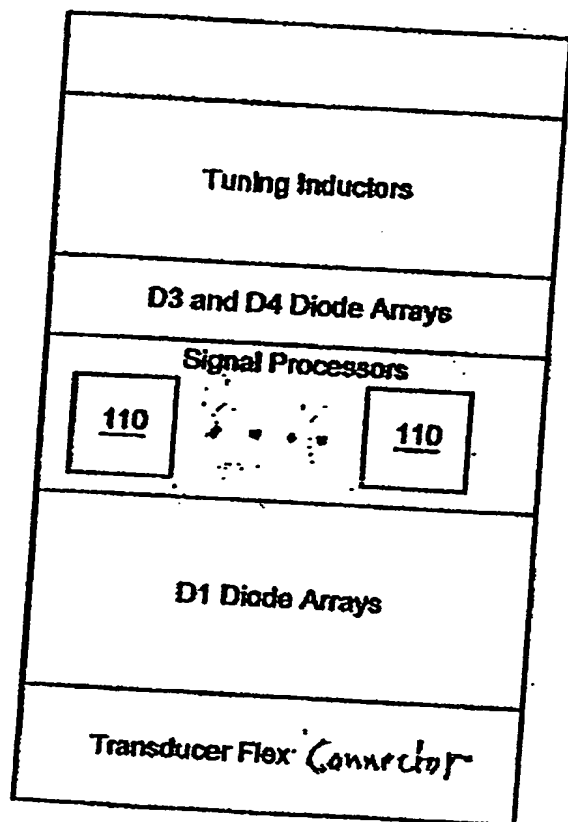 Tuning Inductors
D3 and D4 Diode Arrays
Signal Processors
110 110
D1 Diode Arrays
Transducer Flex Connector